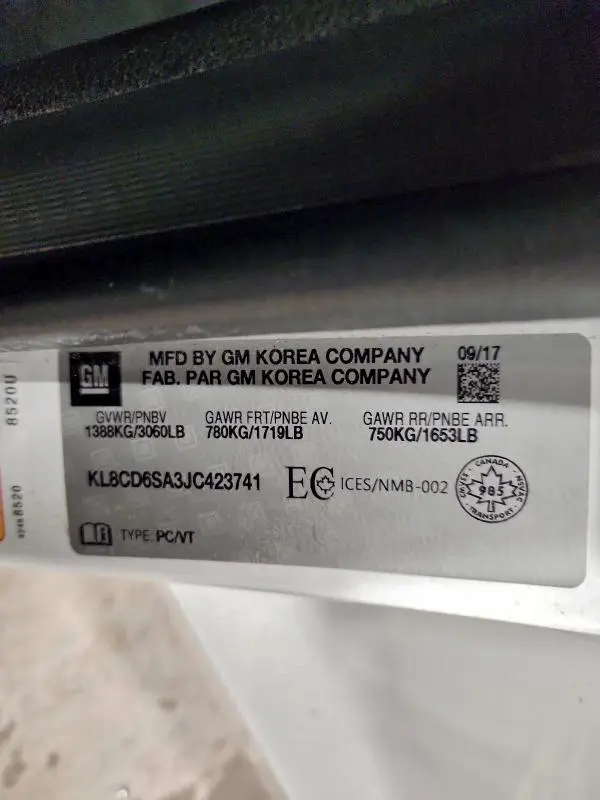 GM
MFD BY GM KOREA COMPANY
FAB. PAR GM KOREA COMPANY
09/17
GVWR/PNBV
1388KG/3060LB
GAWR FRT/PNBE AV.
780KG/1719LB
GAWR RR/PNBE ARR.
750KG/1653LB
KL8CD6SA3JC423741
EC ICES/NMB-002
CANADA
985
TRANSPORT
TYPE: PC/VT
8520U
8520